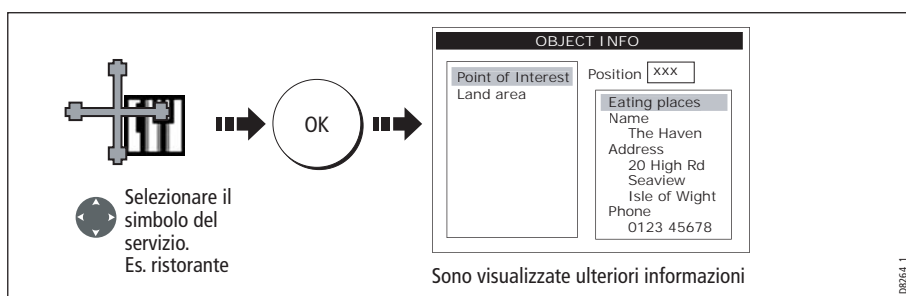 Selezionare il
simbolo del
servizio.
Es. ristorante
OK
OBJECT INFO
Point of Interest
Land area
Position xxx
Eating places
Name
The Haven
Address
20 High Rd
Seaview
Isle of Wight
Phone
0123 45678
Sono visualizzate ulteriori informazioni
D8264_1